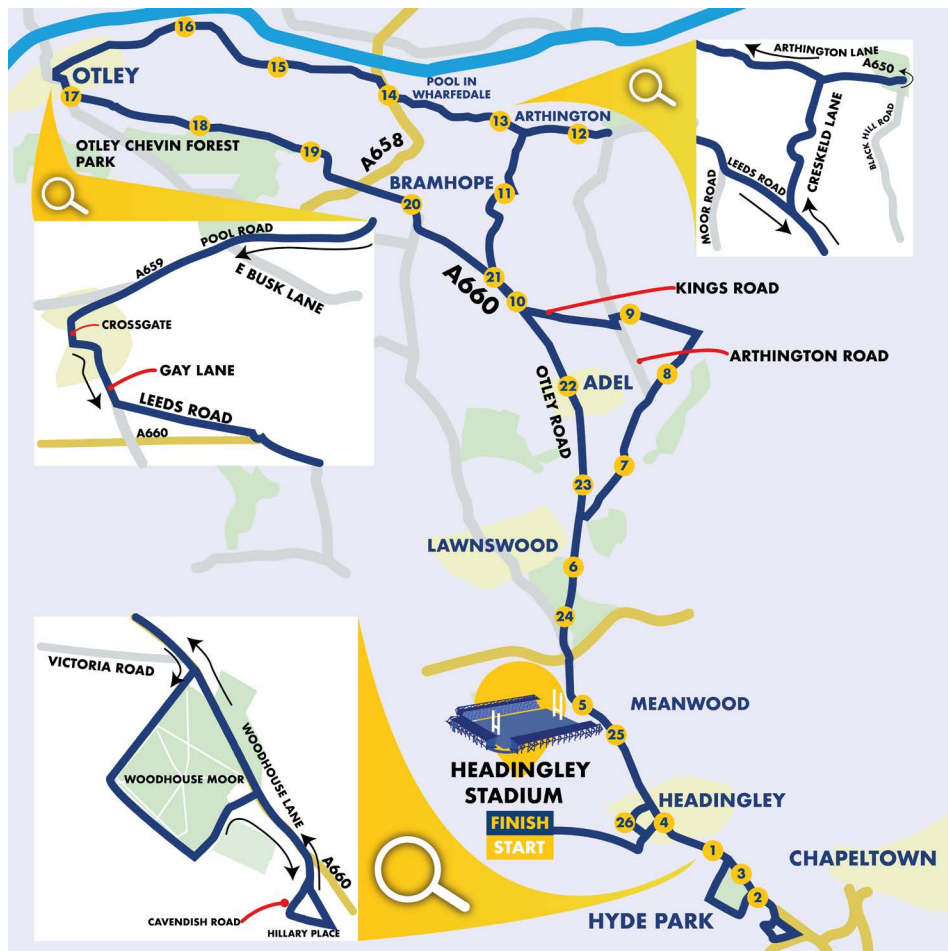 16
15
OTLEY
17
18
OTLEY CHEVIN FOREST
PARK
19
A658
14
POOL IN
WHARFEDALE
13
ARTHINGTON
12
BRAMHOPE
11
20
21
A660
10
KINGS ROAD
9
ARTHINGTON ROAD
8
22
ADEL
OTLEY ROAD
7
23
LAWNSWOOD
6
24
5
MEANWOOD
25
HEADINGLEY
STADIUM
FINISH
START
HEADINGLEY
26
4
1
3
2
CHAPELTOWN
HYDE PARK
ARTHINGTON LANE
A650
CRESKELD LANE
BLACK HILL ROAD
LEEDS ROAD
MOOR ROAD
POOL ROAD
A659
E BUSK LANE
CROSSGATE
GAY LANE
LEEDS ROAD
A660
VICTORIA ROAD
WOODHOUSE LANE
WOODHOUSE MOOR
A660
CAVENDISH ROAD
HILLARY PLACE